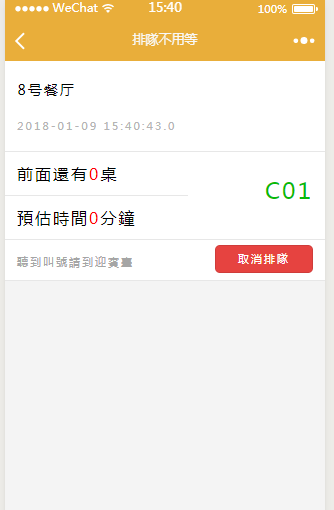 WeChat 15:40 100%
排隊不用等
8号餐厅
2018-01-09 15:40:43.0
前面還有0桌
C01
預估時間0分鐘
聽到叫號請到迎賓臺
取消排隊